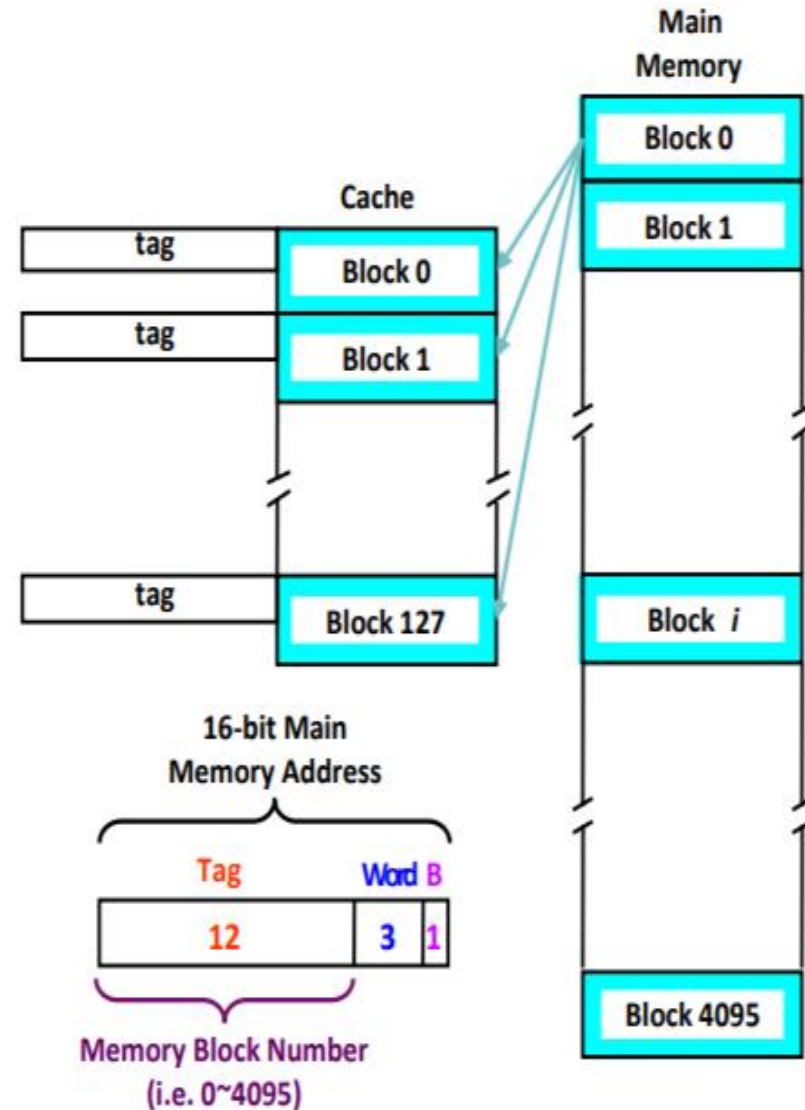 Main
Memory
Block 0
Block 1
Block i
Block 4095
Cache
tag
Block 0
tag
Block 1
tag
Block 127
16-bit Main
Memory Address
Tag Word B
12 3 1
Memory Block Number
(i.e. 0~4095)